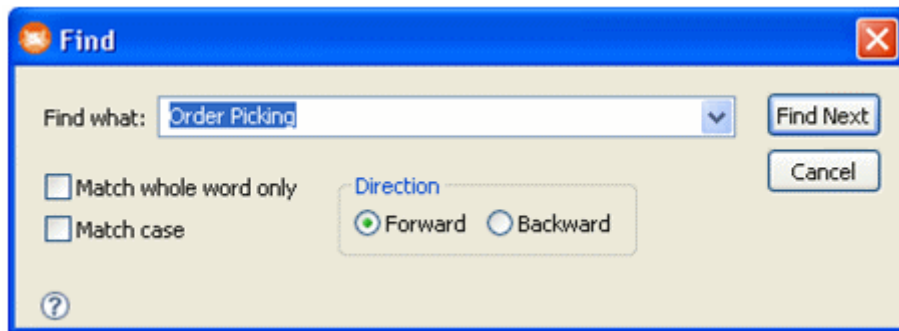 Find
Find what: Order Picking Find Next
Cancel
Match whole word only
Match case
Direction
Forward Backward
?